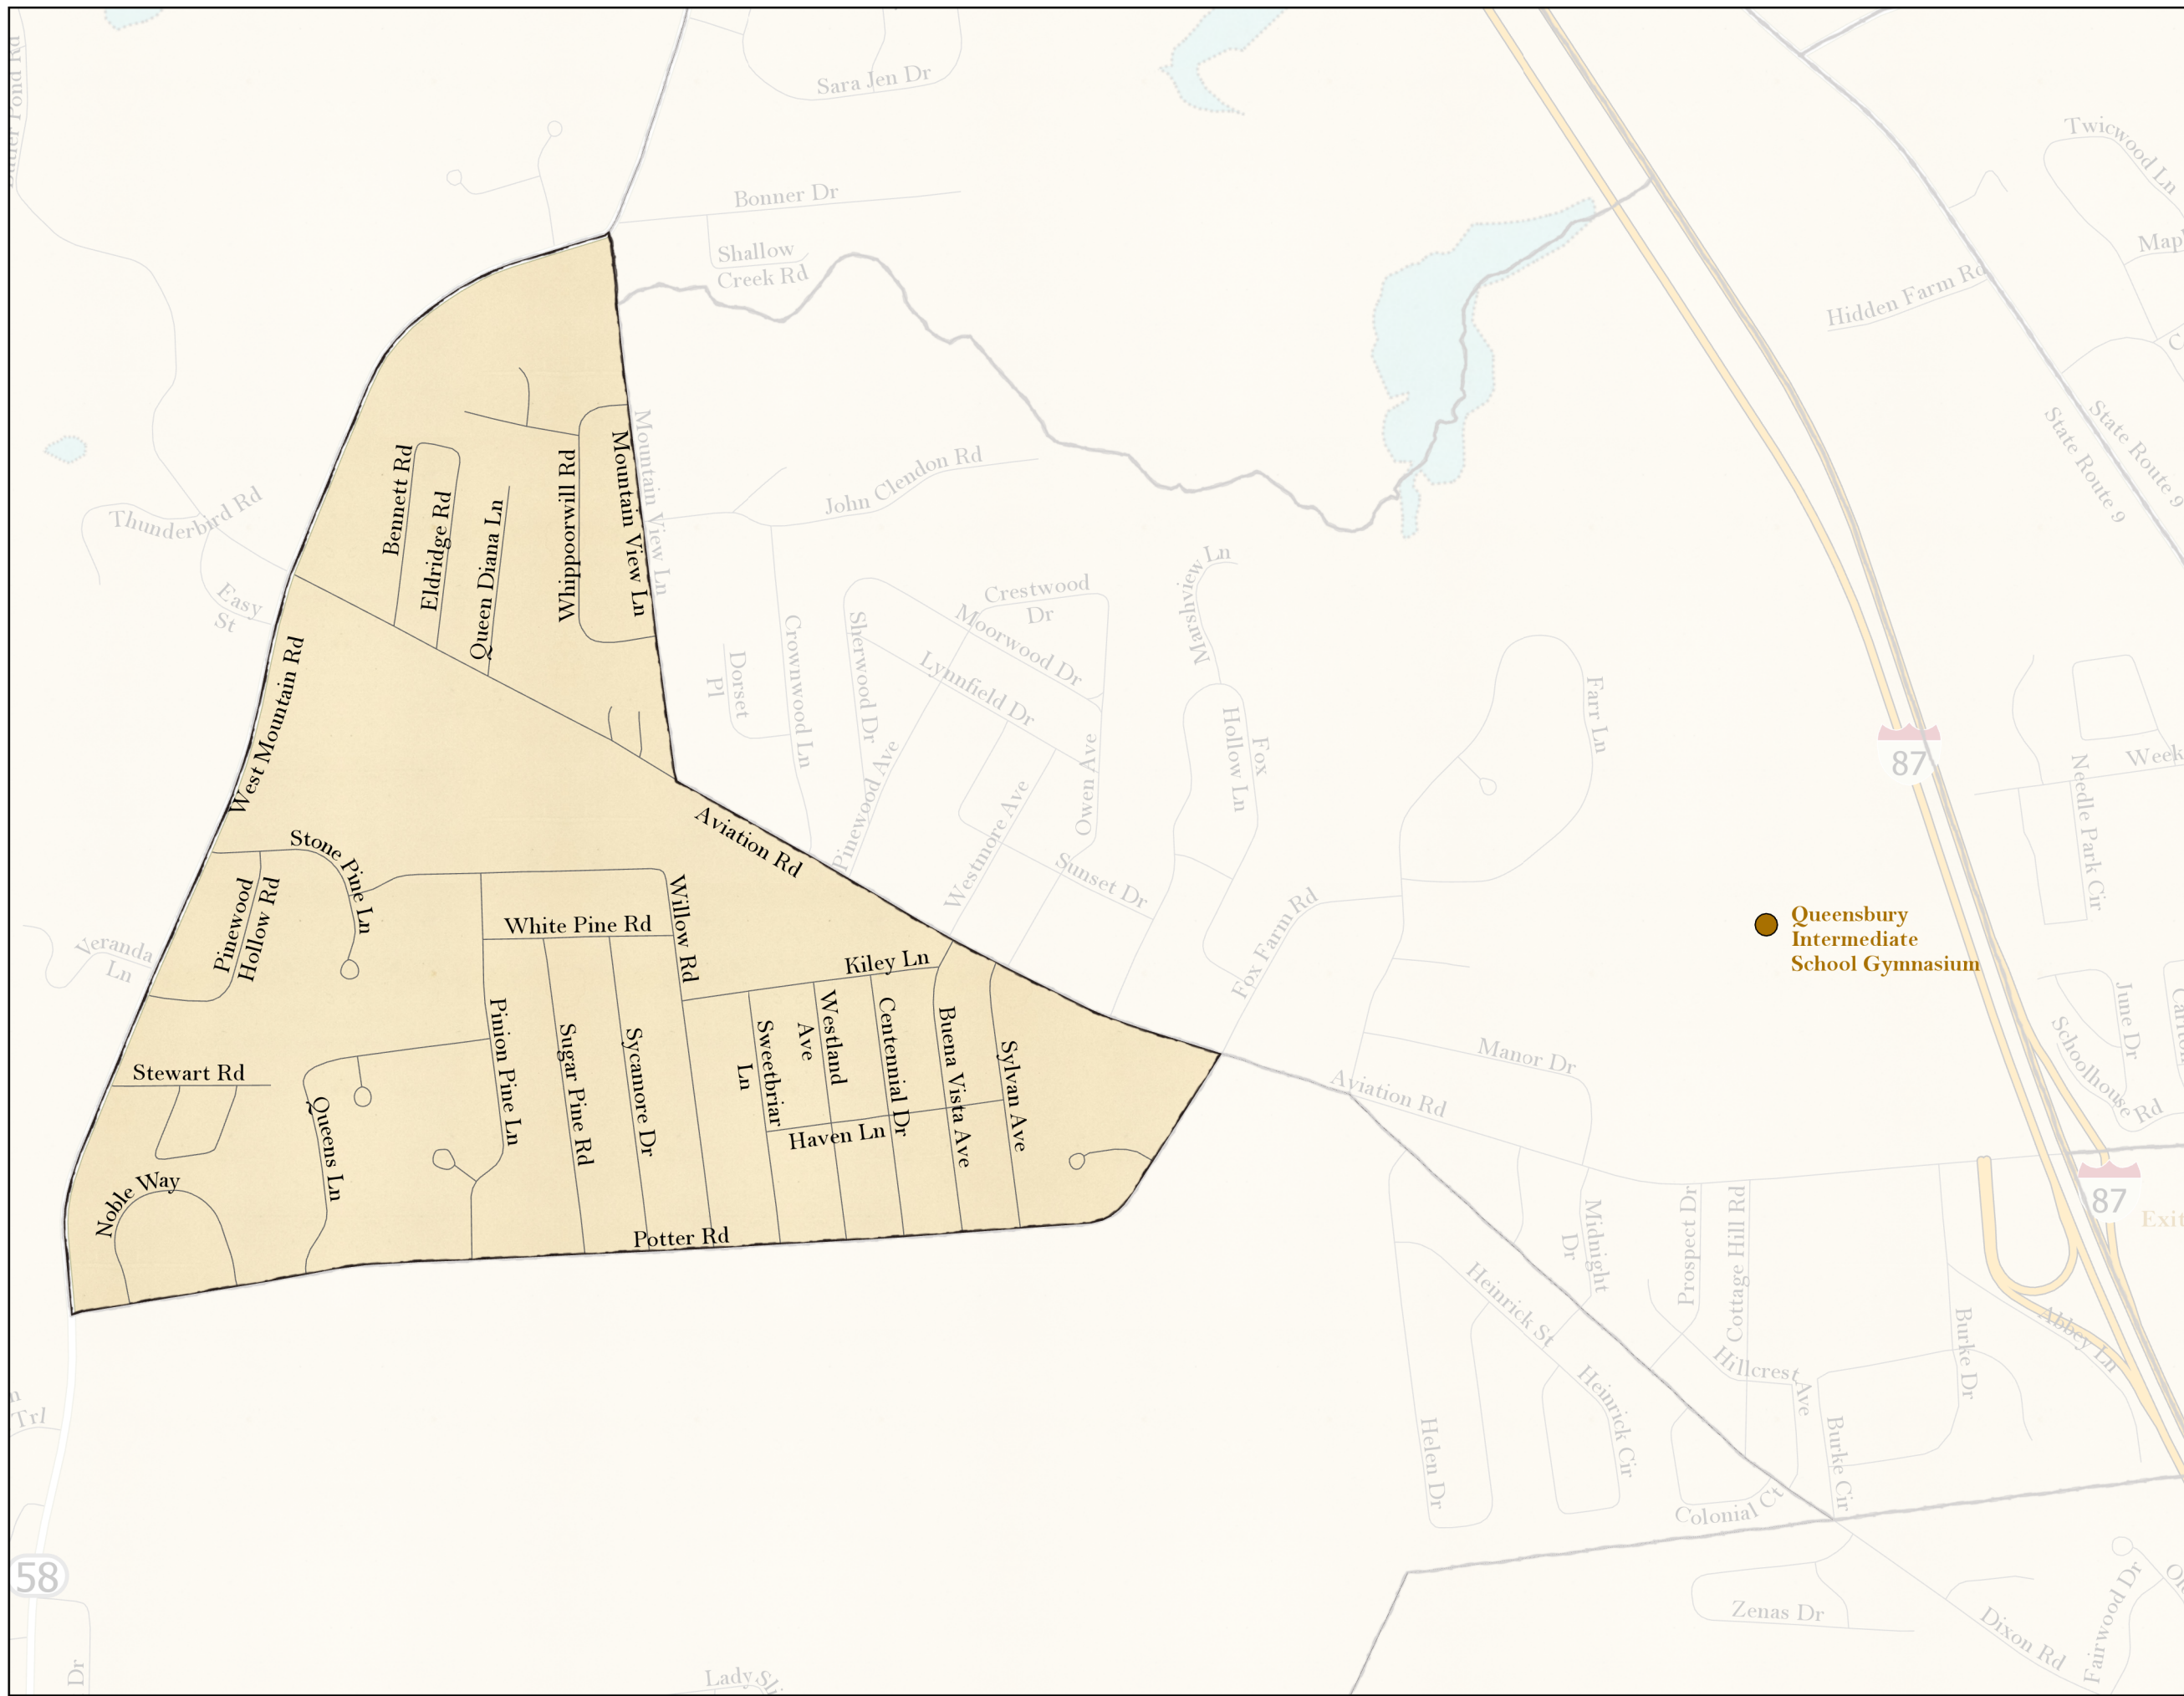 Sara Jen Dr
Twicwood Ln
Bonner Dr
Shallow
Creek Rd
Hidden Farm Rd
State Route 9
State Route 9
Mountain View Ln
Mountain View Ln
Bennett Rd
Eldridge Rd
Queen Diana Ln
Whippoorwill Rd
John Clendon Rd
Thunderbird Rd
Easy
St
West Mountain Rd
Marshview Ln
Crestwood
Dr
Moorwood Dr
Lynnfield Dr
Sherwood Dr
Crownwood Ln
Dorset
Pl
Pinewood Ave
Westmore Ave
Owen Ave
Sunset Dr
Fox
Hollow Ln
Farr Ln
Fox Farm Rd
87
Needle Park Cir
Queensbury
Intermediate
School Gymnasium
Aviation Rd
Stone Pine Ln
Pinewood
Hollow Rd
Veranda
Ln
White Pine Rd
Willow Rd
Kiley Ln
Pinion Pine Ln
Sugar Pine Rd
Sycamore Dr
Sweetbriar
Ln
Westland
Ave
Centennial Dr
Buena Vista Ave
Sylvan Ave
Haven Ln
Stewart Rd
Queens Ln
Noble Way
Potter Rd
Aviation Rd
Manor Dr
June Dr
Schoolhouse Rd
87
Exit
Midnight
Dr
Prospect Dr
Cottage Hill Rd
Heinrick St
Heinrick Cir
Helen Dr
Hillcrest
Ave
Burke Dr
Burke Cir
Abbey Ln
Colonial Ct
Zenas Dr
Dixon Rd
Fairwood Dr
58
Trl
Dr
Lady